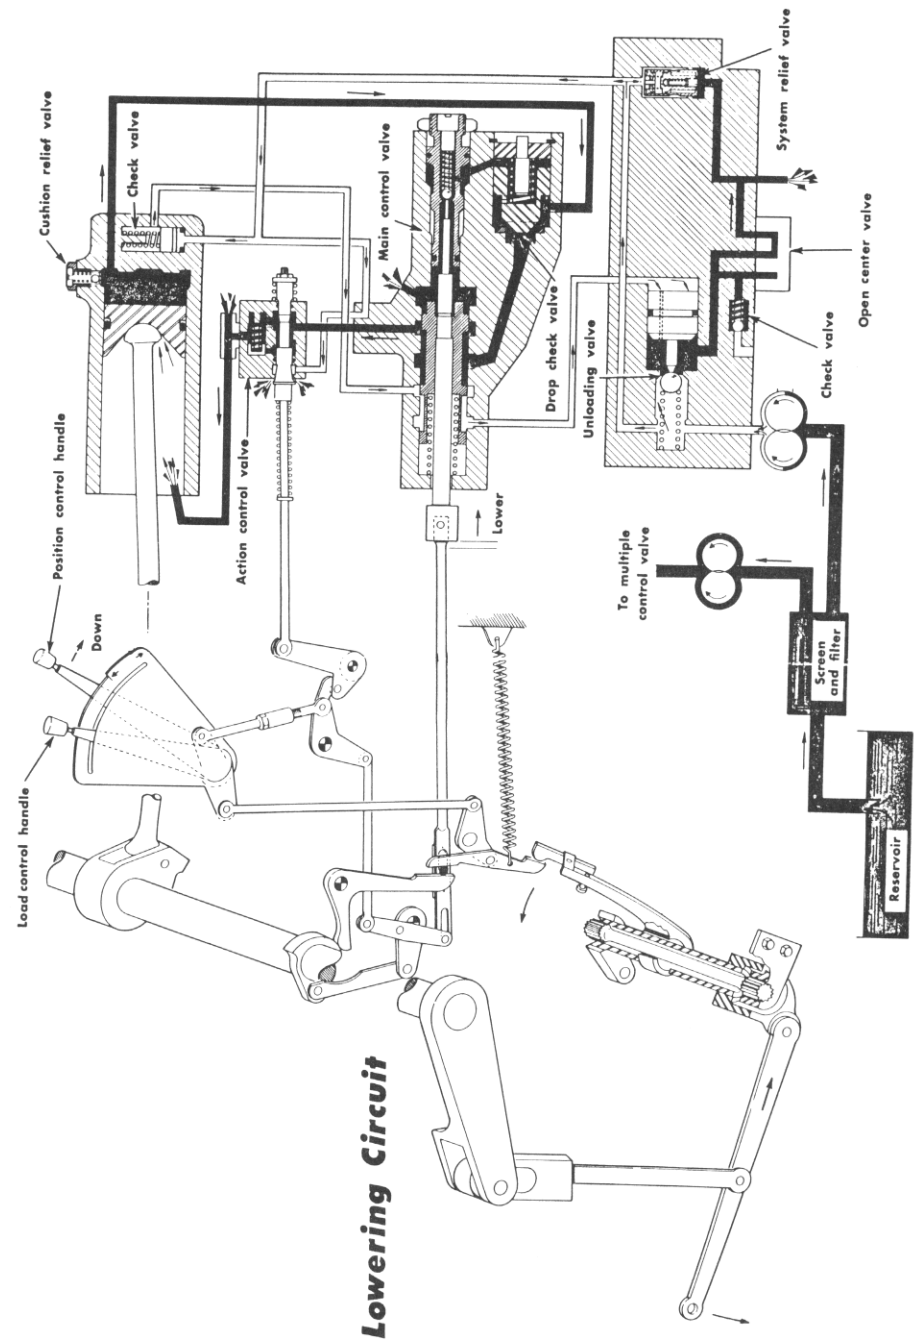 Lowering Circuit
Load control handle
Position control handle
Down
Cushion relief valve
Check valve
Action control valve
Main control valve
Lower
Drop check valve
Unloading valve
System relief valve
Open center valve
Check valve
To multiple
control valve
Screen
and filter
Reservoir